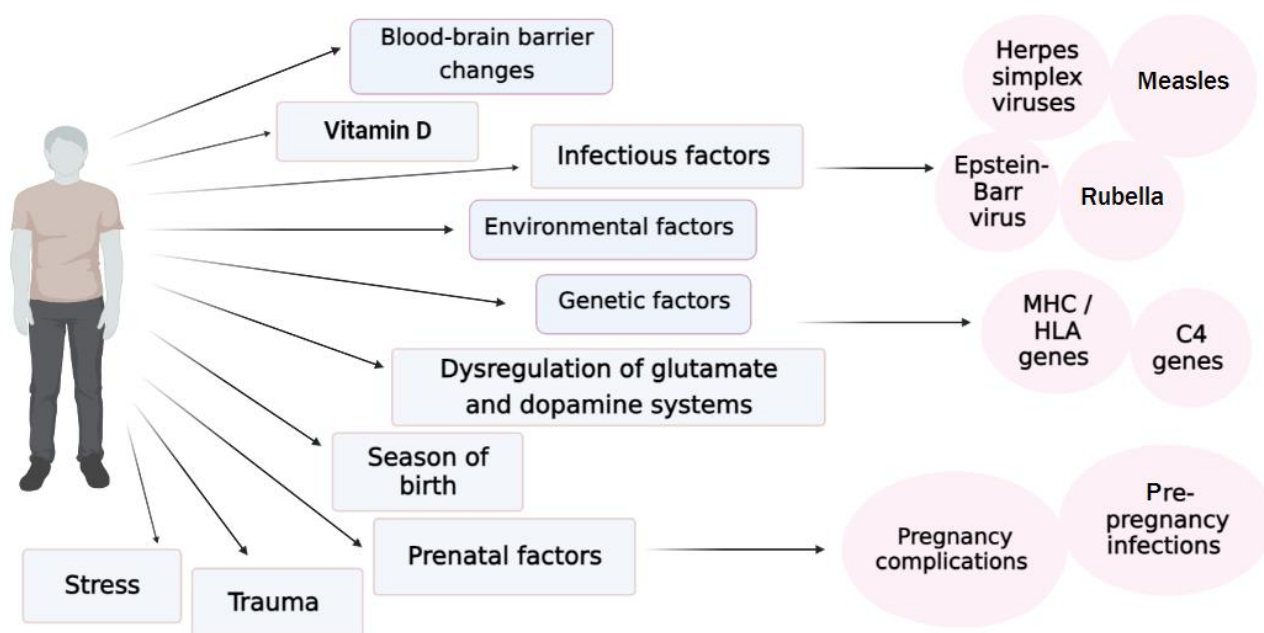 Blood-brain barrier
changes
Vitamin D
Infectious factors
Environmental factors
Genetic factors
Dysregulation of glutamate
and dopamine systems
Season of
birth
Prenatal factors
Stress
Trauma
Herpes
simplex
viruses
Measles
Epstein-
Barr
virus
Rubella
MHC /
HLA
genes
C4
genes
Pregnancy
complications
Pre-
pregnancy
infections